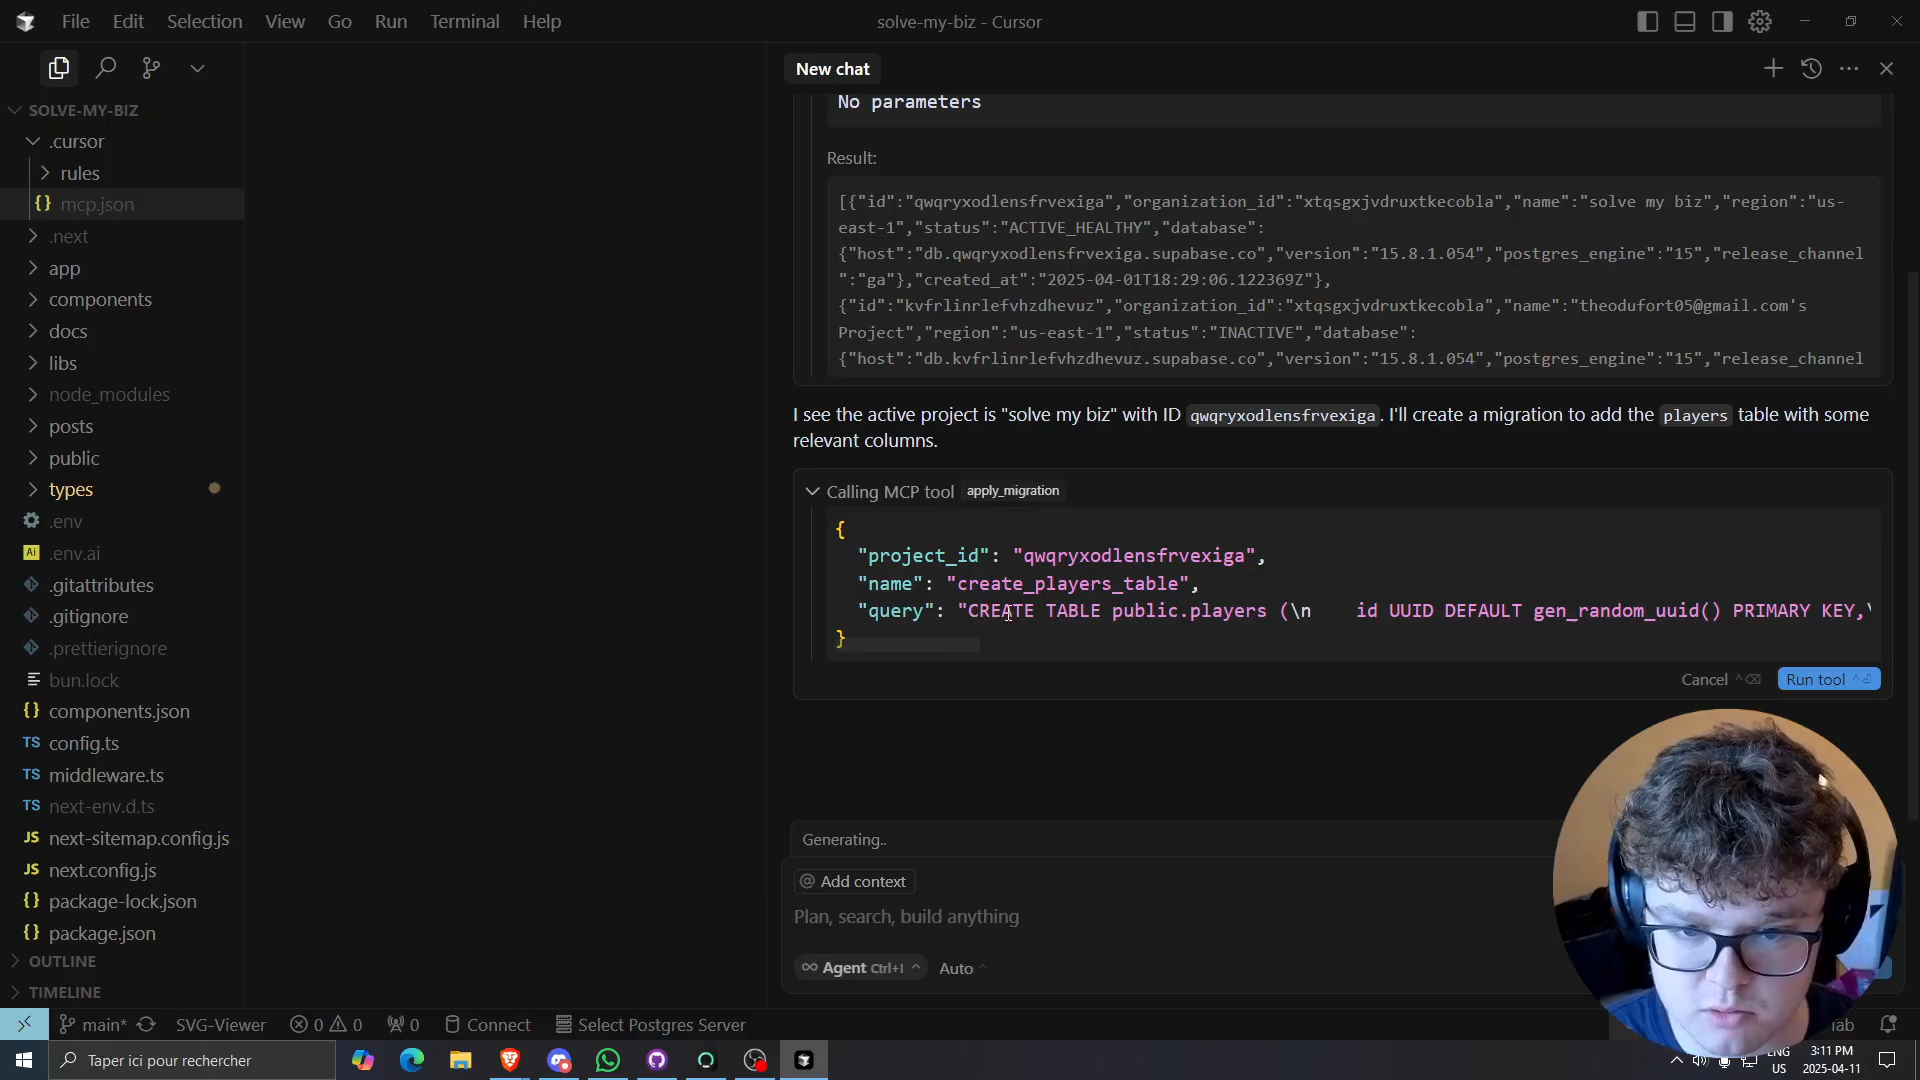 File Edit Selection View Go Run Terminal Help
solve-my-biz - Cursor
SOLVE-MY-BIZ
.cursor
rules
mcp.json
.next
app
components
docs
libs
node_modules
posts
public
types
.env
.env.ai
.gitattributes
.gitignore
.prettierignore
bun.lock
components.json
config.ts
middleware.ts
next-env.d.ts
next-sitemap.config.js
next.config.js
package-lock.json
package.json
OUTLINE
TIMELINE
New chat
No parameters
Result:
[{"id":"qwqryxodlensfrvexiga","organization_id":"xtqsgxjvdruxtkecobla","name":"solve my biz","region":"us-
east-1","status":"ACTIVE_HEALTHY","database":
{"host":"db.qwqryxodlensfrvexiga.supabase.co","version":"15.8.1.054","postgres_engine":"15","release_channel
":"ga"},"created_at":"2025-04-01T18:29:06.122369Z"},
{"id":"kvfrlinrlefvhzdhevuz","organization_id":"xtqsgxjvdruxtkecobla","name":"theodufort05@gmail.com's
Project","region":"us-east-1","status":"INACTIVE","database":
{"host":"db.kvfrlinrlefvhzdhevuz.supabase.co","version":"15.8.1.054","postgres_engine":"15","release_channel
I see the active project is "solve my biz" with ID qwqryxodlensfrvexiga. I'll create a migration to add the players table with some
relevant columns.
Calling MCP tool apply_migration
{
"project_id": "qwqryxodlensfrvexiga",
"name": "create_players_table",
"query": "CREATE TABLE public.players (\n    id UUID DEFAULT gen_random_uuid() PRIMARY KEY,\
}
Cancel Run tool
Generating..
@ Add context
Plan, search, build anything
Agent Ctrl+I Auto
main* SVG-Viewer 0 0 0 Connect Select Postgres Server Tab
Taper ici pour rechercher
ENG
US
3:11 PM
2025-04-11